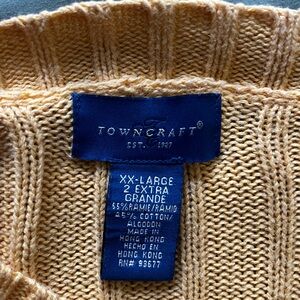 TOWNCRAFT®
EST. 1927
XX-LARGE
2 EXTRA
GRANDE
55% RAMIE/RAMIO
45% COTTON/
ALGODON
MADE IN
HONG KONG
HECHO EN
HONG KONG
RN# 93677